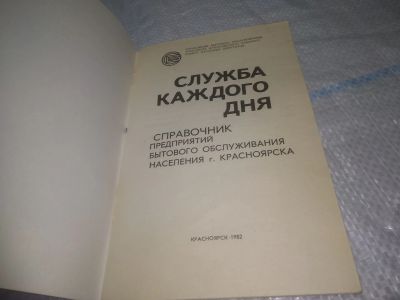 СЛУЖБА
КАЖДОГО
ДНЯ
СПРАВОЧНИК
ПРЕДПРИЯТИЙ
БЫТОВОГО ОБСЛУЖИВАНИЯ
НАСЕЛЕНИЯ г. КРАСНОЯРСКА
КРАСНОЯРСК-1982